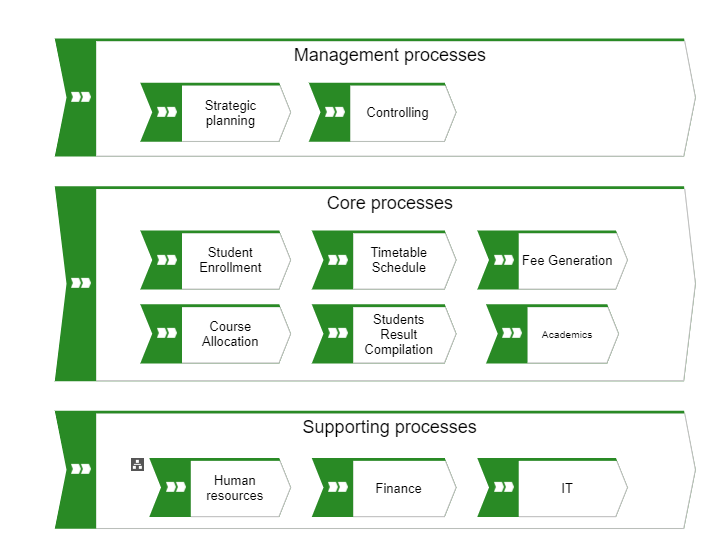 Management processes
Strategic
planning
Controlling
Core processes
Student
Enrollment
Timetable
Schedule
Fee Generation
Course
Allocation
Students
Result
Compilation
Academics
Supporting processes
Human
resources
Finance
IT